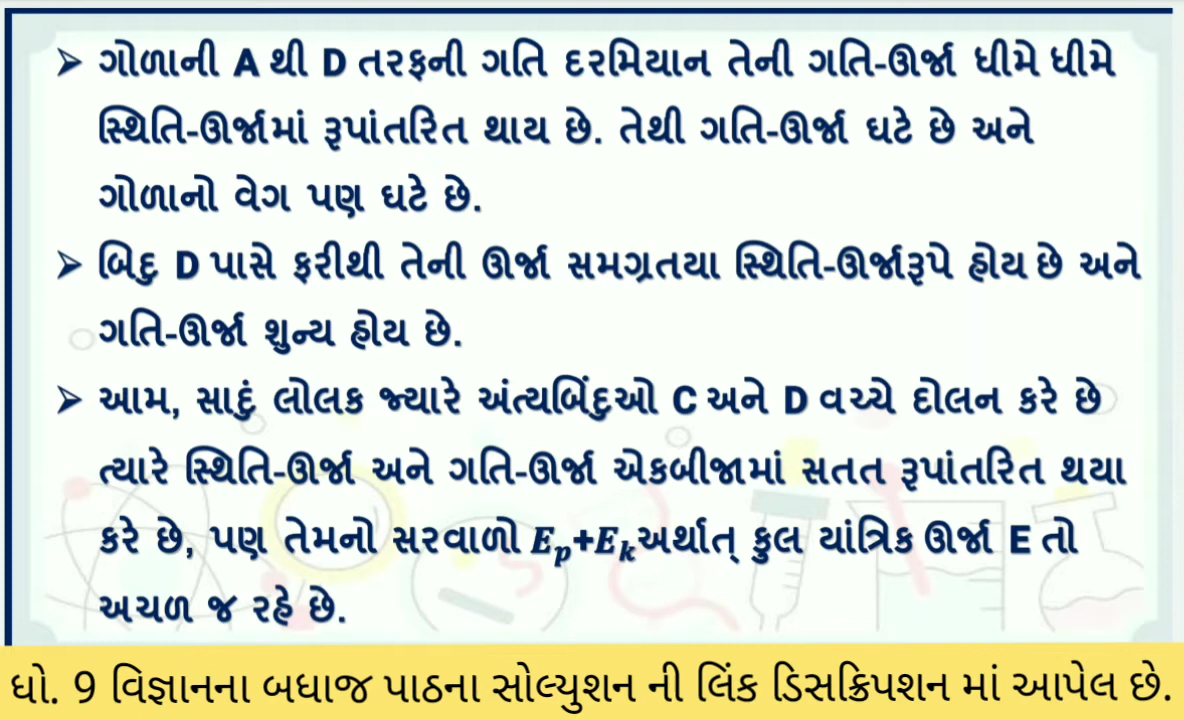 ➢ ગોળાની A થી D તરફની ગતિ દરમિયાન તેની ગતિ-ઊર્જા ધીમે ધીમે
સ્થિતિ-ઊર્જામાં રૂપાંતરિત થાય છે. તેથી ગતિ-ઊર્જા ઘટે છે અને
ગોળાનો વેગ પણ ઘટે છે.
➢ બિંદુ D પાસે ફરીથી તેની ઊર્જા સમગ્રતયા સ્થિતિ-ઊર્જારૂપે હોય છે અને
ગતિ-ઊર્જા શુન્ય હોય છે.
➢ આમ, સાદું લોલક જ્યારે અંત્યબિંદુઓ C અને D વચ્ચે દોલન કરે છે
ત્યારે સ્થિતિ-ઊર્જા અને ગતિ-ઊર્જા એકબીજામાં સતત રૂપાંતરિત થયા
કરે છે, પણ તેમનો સરવાળો Eₚ+Eₖઅર્થાત્ કુલ યાંત્રિક ઊર્જા E તો
અચળ જ રહે છે.
ધો. 9 વિજ્ઞાનના બધાજ પાઠના સોલ્યુશન ની લિંક ડિસક્રિપશન માં આપેલ છે.